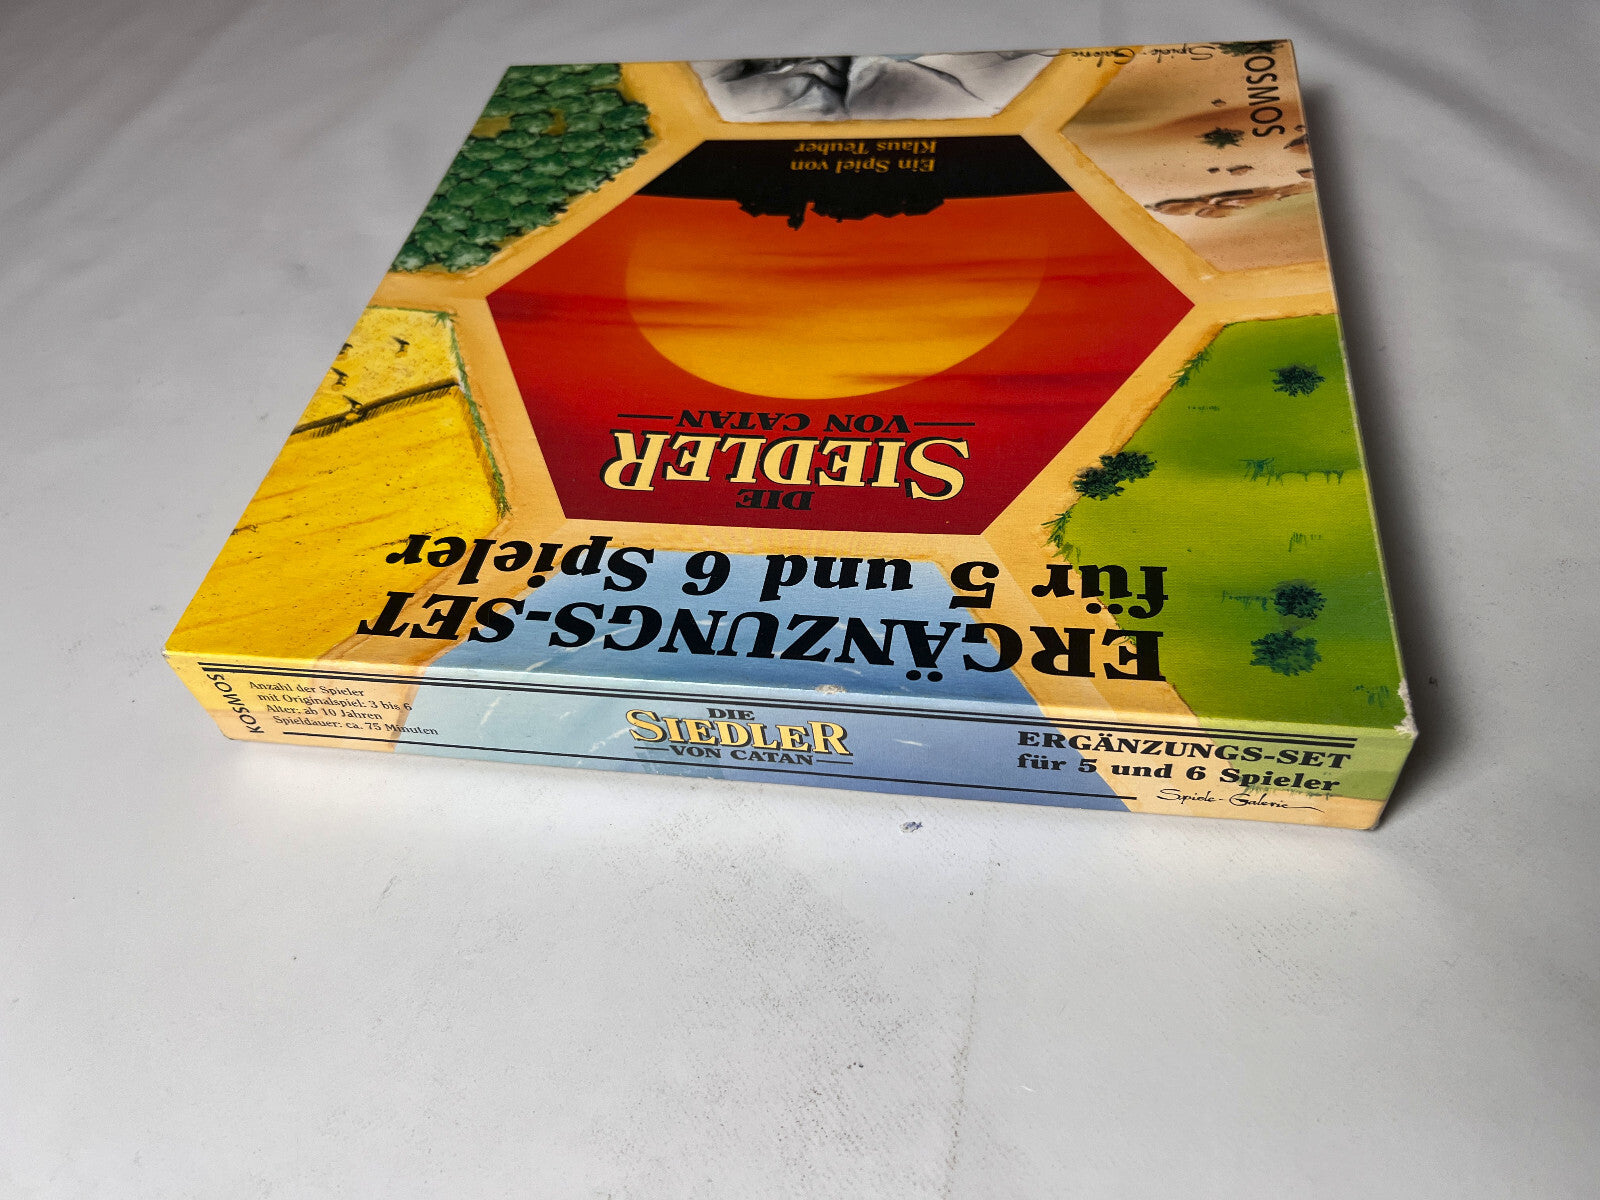 Spiele-Galerie
KOSMOS
Ein Spiel von
Klaus Teuber
DIE
SIEDLER
VON CATAN
ERGÄNZUNGS-SET
für 5 und 6 Spieler
KOSMOS
Anzahl der Spieler
mit Originalspiel: 3 bis 6
Alter: ab 10 Jahren
Spieldauer: ca. 75 Minuten
DIE
SIEDLER
VON CATAN
ERGÄNZUNGS-SET
für 5 und 6 Spieler
Spiele-Galerie